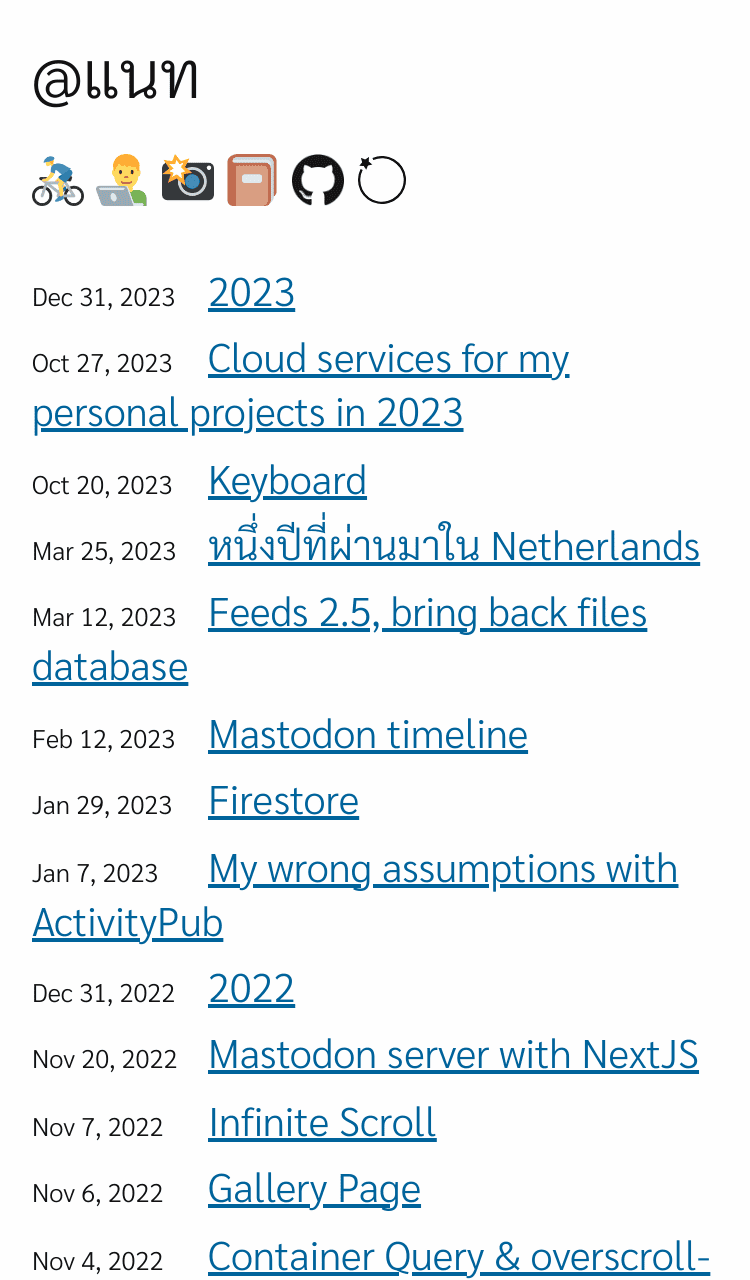 @แนท
Dec 31, 2023 2023
Oct 27, 2023 Cloud services for my
personal projects in 2023
Oct 20, 2023 Keyboard
Mar 25, 2023 หนึ่งปีที่ผ่านมาใน Netherlands
Mar 12, 2023 Feeds 2.5, bring back files
database
Feb 12, 2023 Mastodon timeline
Jan 29, 2023 Firestore
Jan 7, 2023 My wrong assumptions with
ActivityPub
Dec 31, 2022 2022
Nov 20, 2022 Mastodon server with NextJS
Nov 7, 2022 Infinite Scroll
Nov 6, 2022 Gallery Page
Nov 4, 2022 Container Query & overscroll-